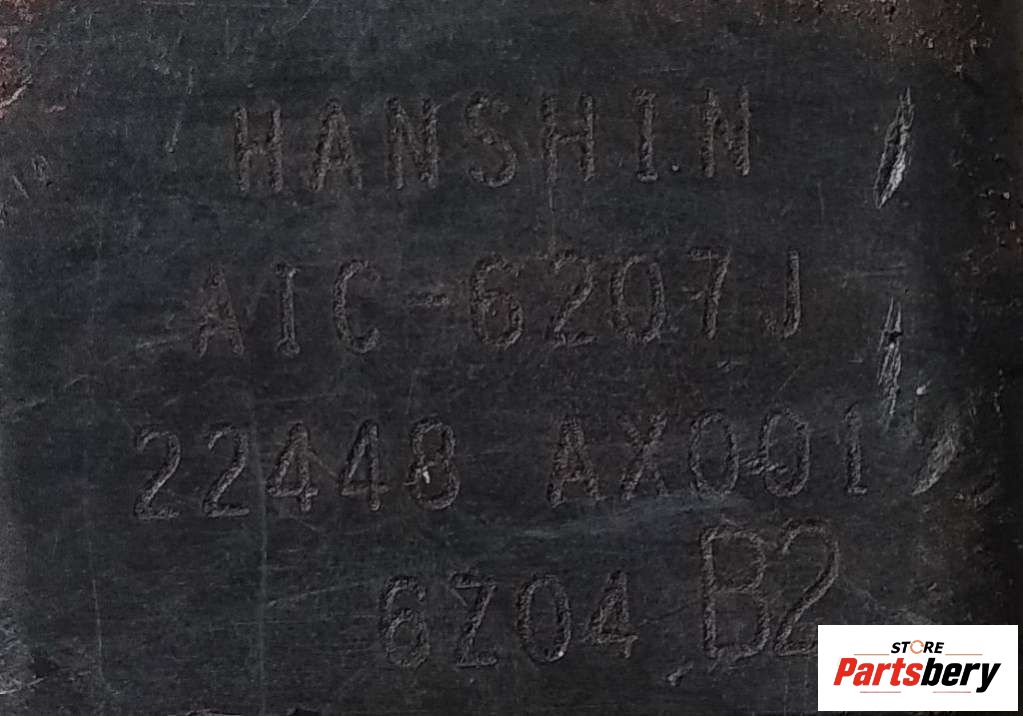 HANSHIN
AIC-6207J
22448 AX001
6Z04 B2
STORE
Partsbery